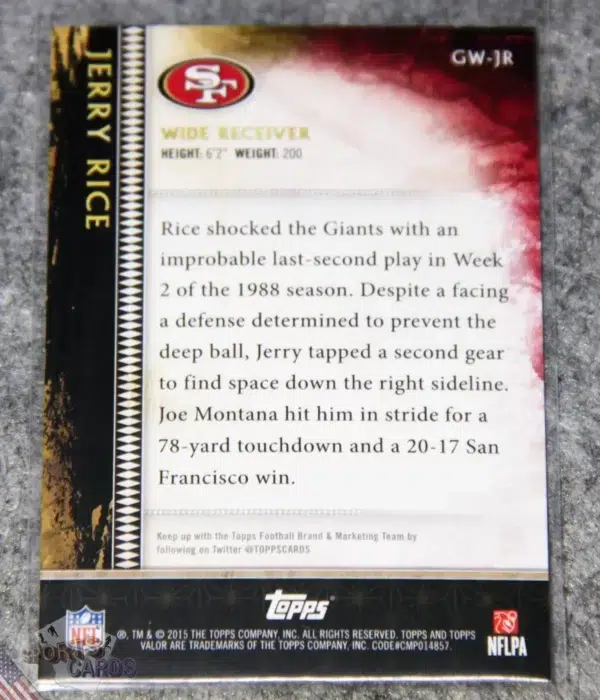 GW-JR
JERRY RICE
SF
WIDE RECEIVER
HEIGHT: 6'2" WEIGHT: 200
Rice shocked the Giants with an
improbable last-second play in Week
2 of the 1988 season. Despite a facing
a defense determined to prevent the
deep ball, Jerry tapped a second gear
to find space down the right sideline.
Joe Montana hit him in stride for a
78-yard touchdown and a 20-17 San
Francisco win.
Keep up with the Topps Football Brand & Marketing Team by
following on Twitter @TOPPSCARDS
TOPPS
NFL
®, TM & © 2015 THE TOPPS COMPANY, INC. ALL RIGHTS RESERVED. TOPPS AND TOPPS
VALOR ARE TRADEMARKS OF THE TOPPS COMPANY, INC. CODE#CMP014857.
NFLPA
CARDS